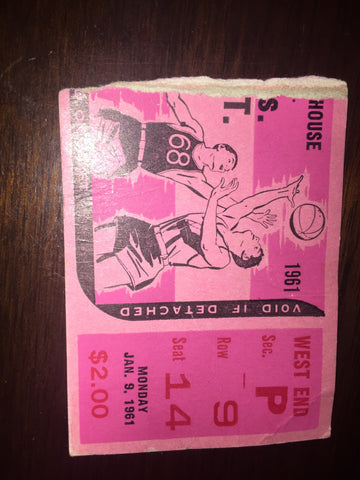 HOUSE
S.
T.
68
1961
VOID IF DETACHED
WEST END
Sec. P
Row 9
Seat 14
MONDAY
JAN. 9, 1961
$2.00